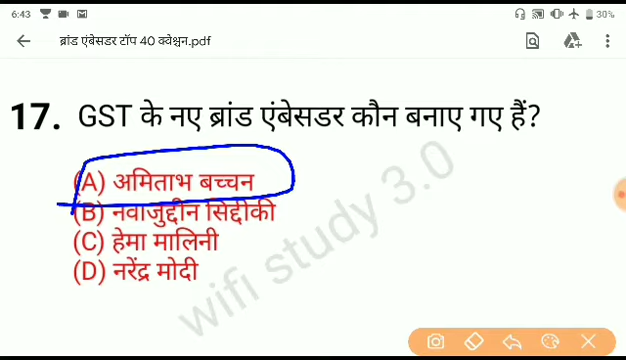 6:43
30%
ब्रांड एंबेसडर टॉप 40 क्वेश्चन.pdf
17. GST के नए ब्रांड एंबेसडर कौन बनाए गए हैं?
(A) अमिताभ बच्चन
(B) नवाजुद्दीन सिद्दीकी
(C) हेमा मालिनी
(D) नरेंद्र मोदी
wifi study 3.0